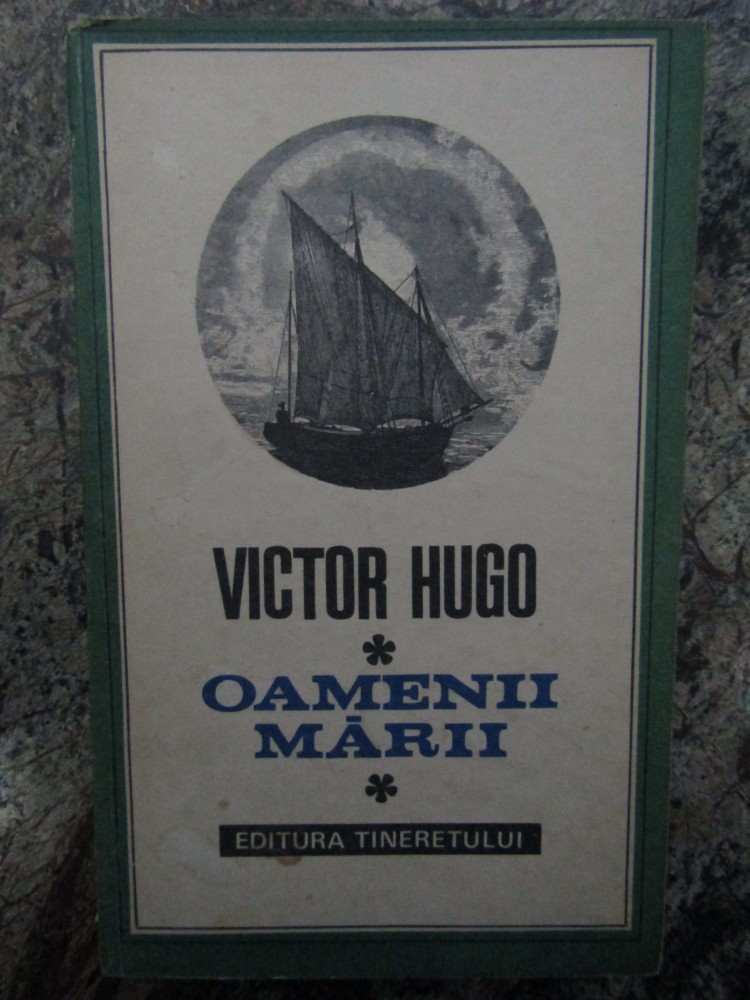 VICTOR HUGO
OAMENII
MĂRII
EDITURA TINERETULUI